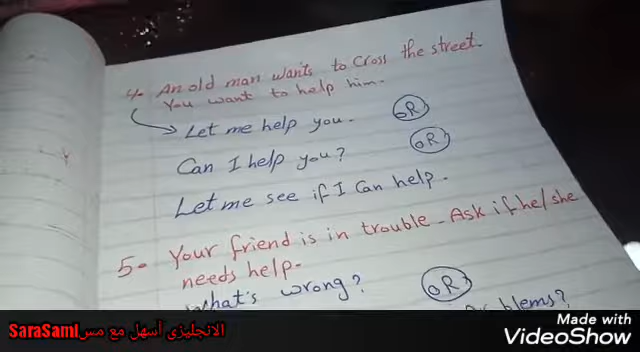 4- An old man wants to cross the street.
You want to help him.
Let me help you. OR
Can I help you? OR
Let me see if I Can help.
5- Your friend is in trouble. Ask if he/she
needs help.
What's wrong? OR
problems?
الانجليزى أسهل مع مس SaraSami
Made with
VideoShow